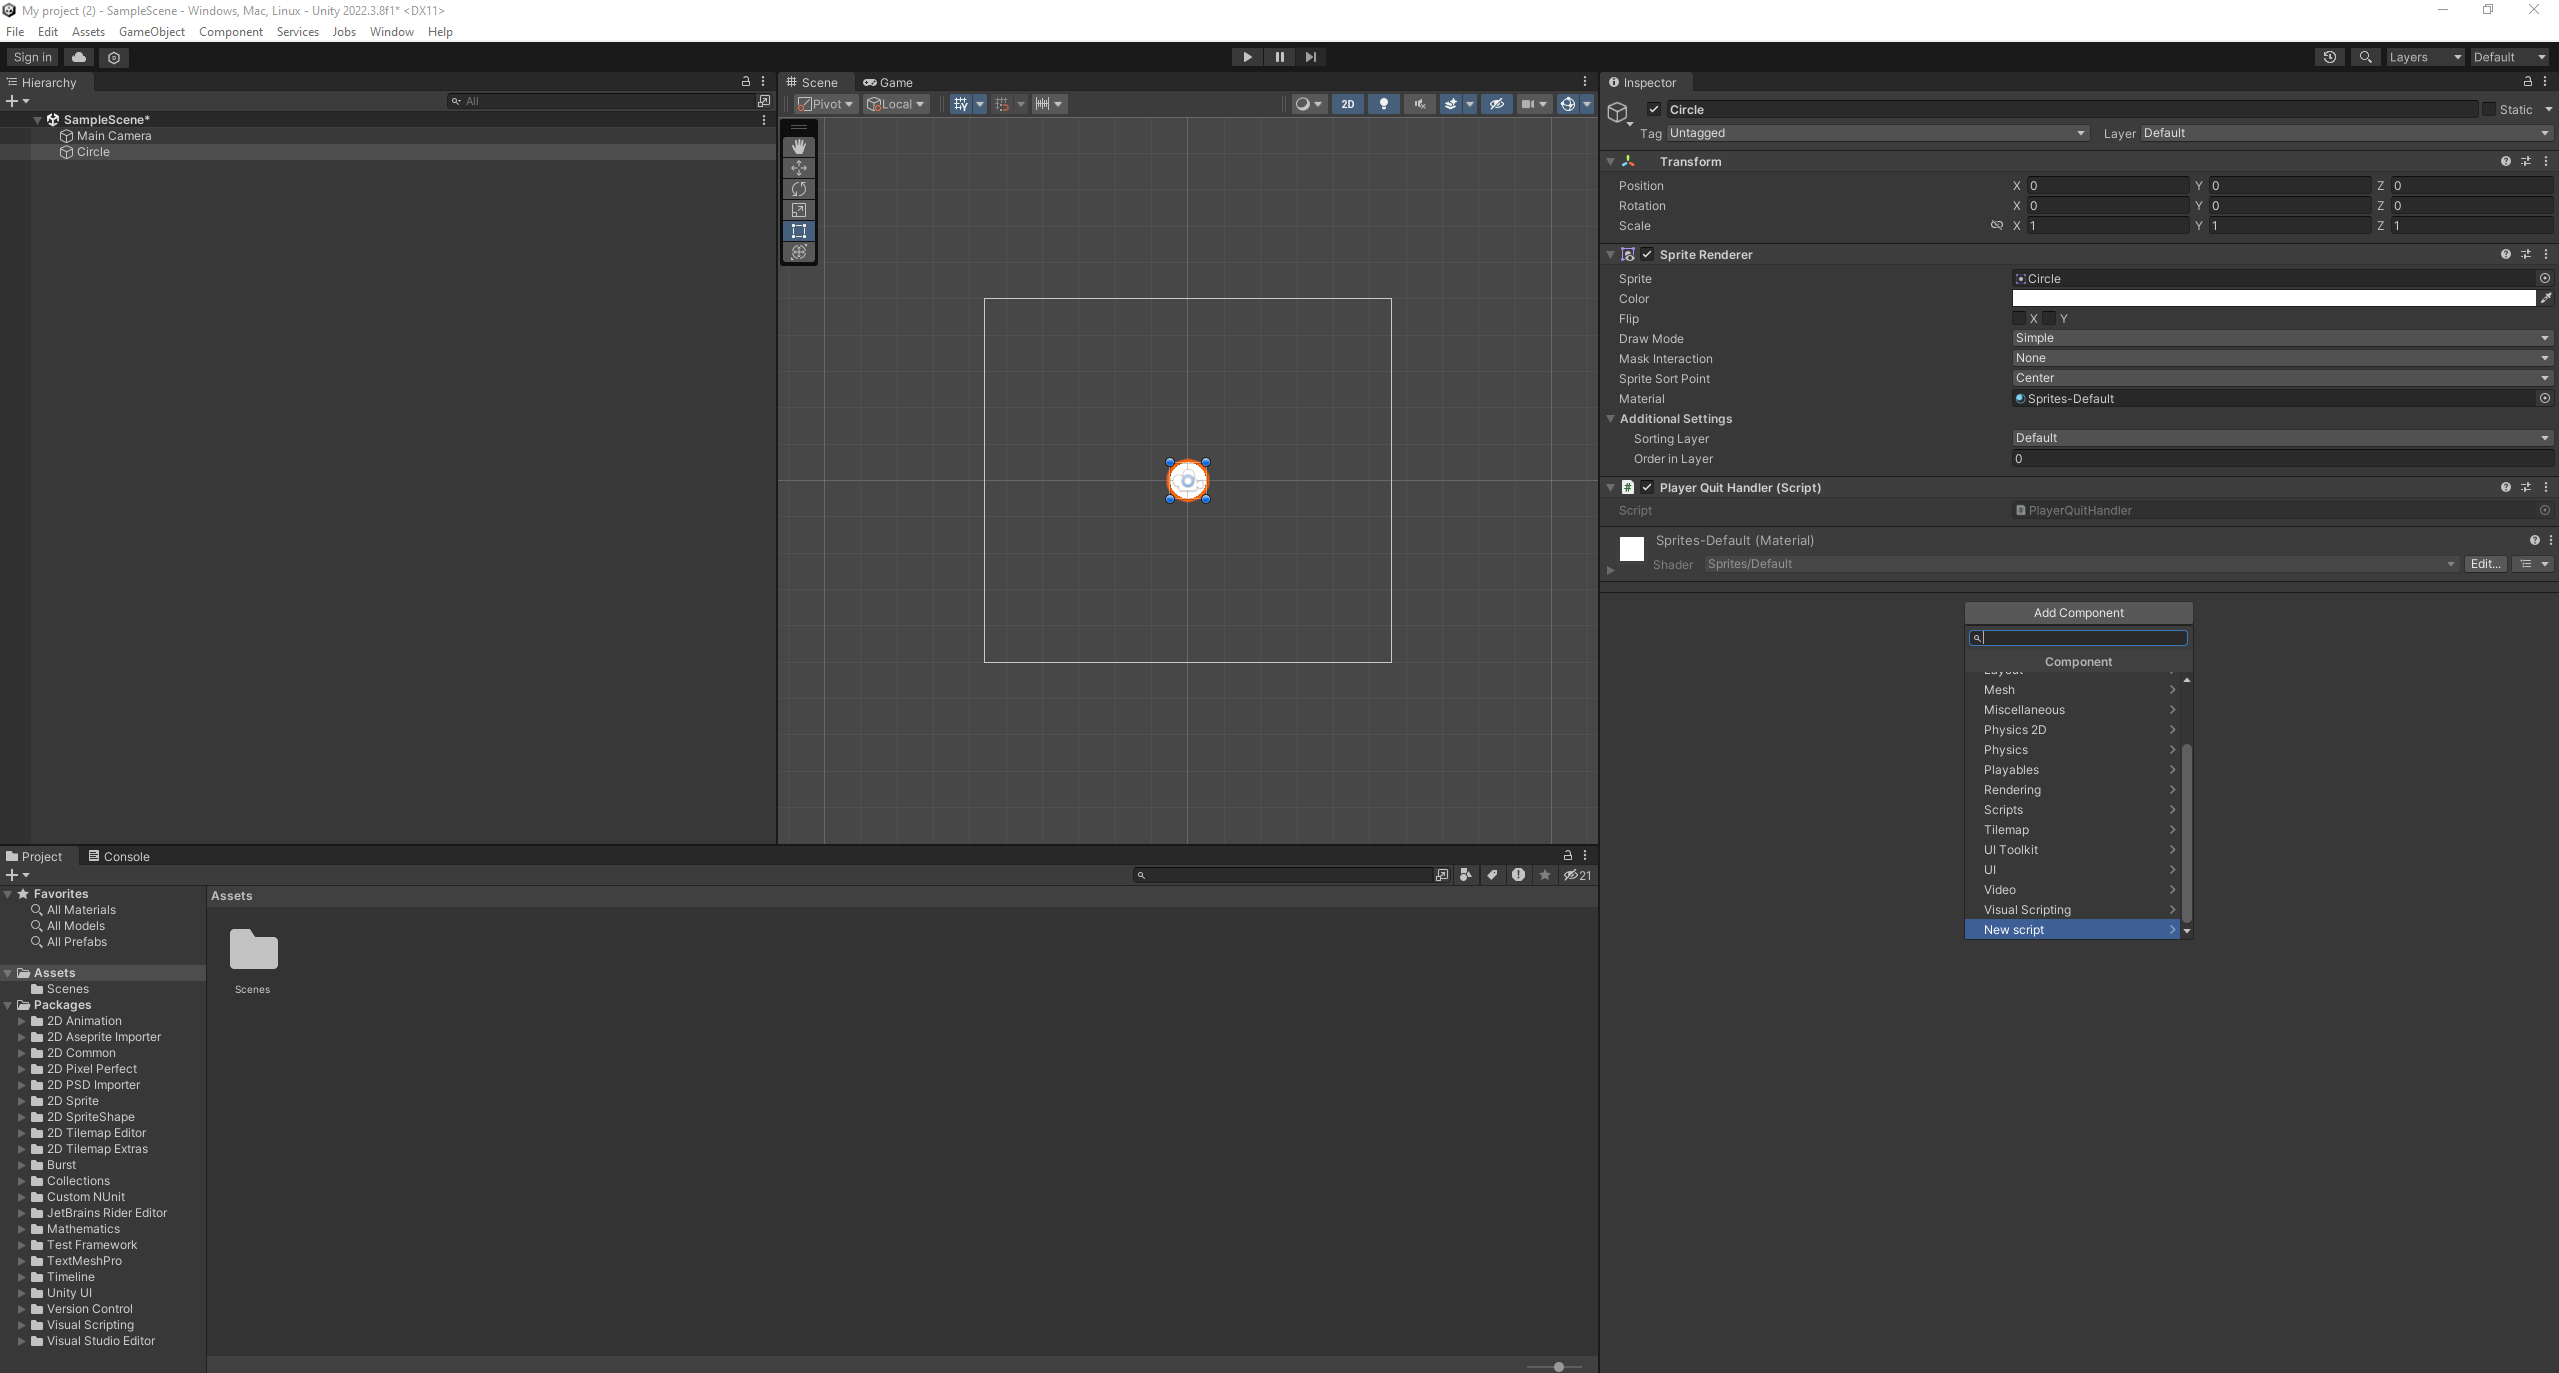 My project (2) - SampleScene - Windows, Mac, Linux - Unity 2022.3.8f1* <DX11>
File Edit Assets GameObject Component Services Jobs Window Help
Sign in
Layers
Default
Hierarchy
All
SampleScene*
Main Camera
Circle
Scene
Game
Pivot
Local
2D
Inspector
Circle
Static
Tag Untagged
Layer Default
Transform
Position X 0 Y 0 Z 0
Rotation X 0 Y 0 Z 0
Scale X 1 Y 1 Z 1
Sprite Renderer
Sprite Circle
Color
Flip X Y
Draw Mode Simple
Mask Interaction None
Sprite Sort Point Center
Material Sprites-Default
Additional Settings
Sorting Layer Default
Order in Layer 0
# Player Quit Handler (Script)
Script PlayerQuitHandler
Sprites-Default (Material)
Shader Sprites/Default Edit...
Add Component
Component
Layout
Mesh
Miscellaneous
Physics 2D
Physics
Playables
Rendering
Scripts
Tilemap
UI Toolkit
UI
Video
Visual Scripting
New script
Project
Console
21
Favorites
All Materials
All Models
All Prefabs
Assets
Scenes
Packages
2D Animation
2D Aseprite Importer
2D Common
2D Pixel Perfect
2D PSD Importer
2D Sprite
2D SpriteShape
2D Tilemap Editor
2D Tilemap Extras
Burst
Collections
Custom NUnit
JetBrains Rider Editor
Mathematics
Test Framework
TextMeshPro
Timeline
Unity UI
Version Control
Visual Scripting
Visual Studio Editor
Assets
Scenes